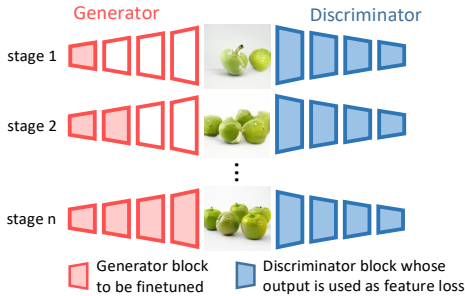 Generator
Discriminator
stage 1
stage 2
stage n
Generator block
to be finetuned
Discriminator block whose
output is used as feature loss